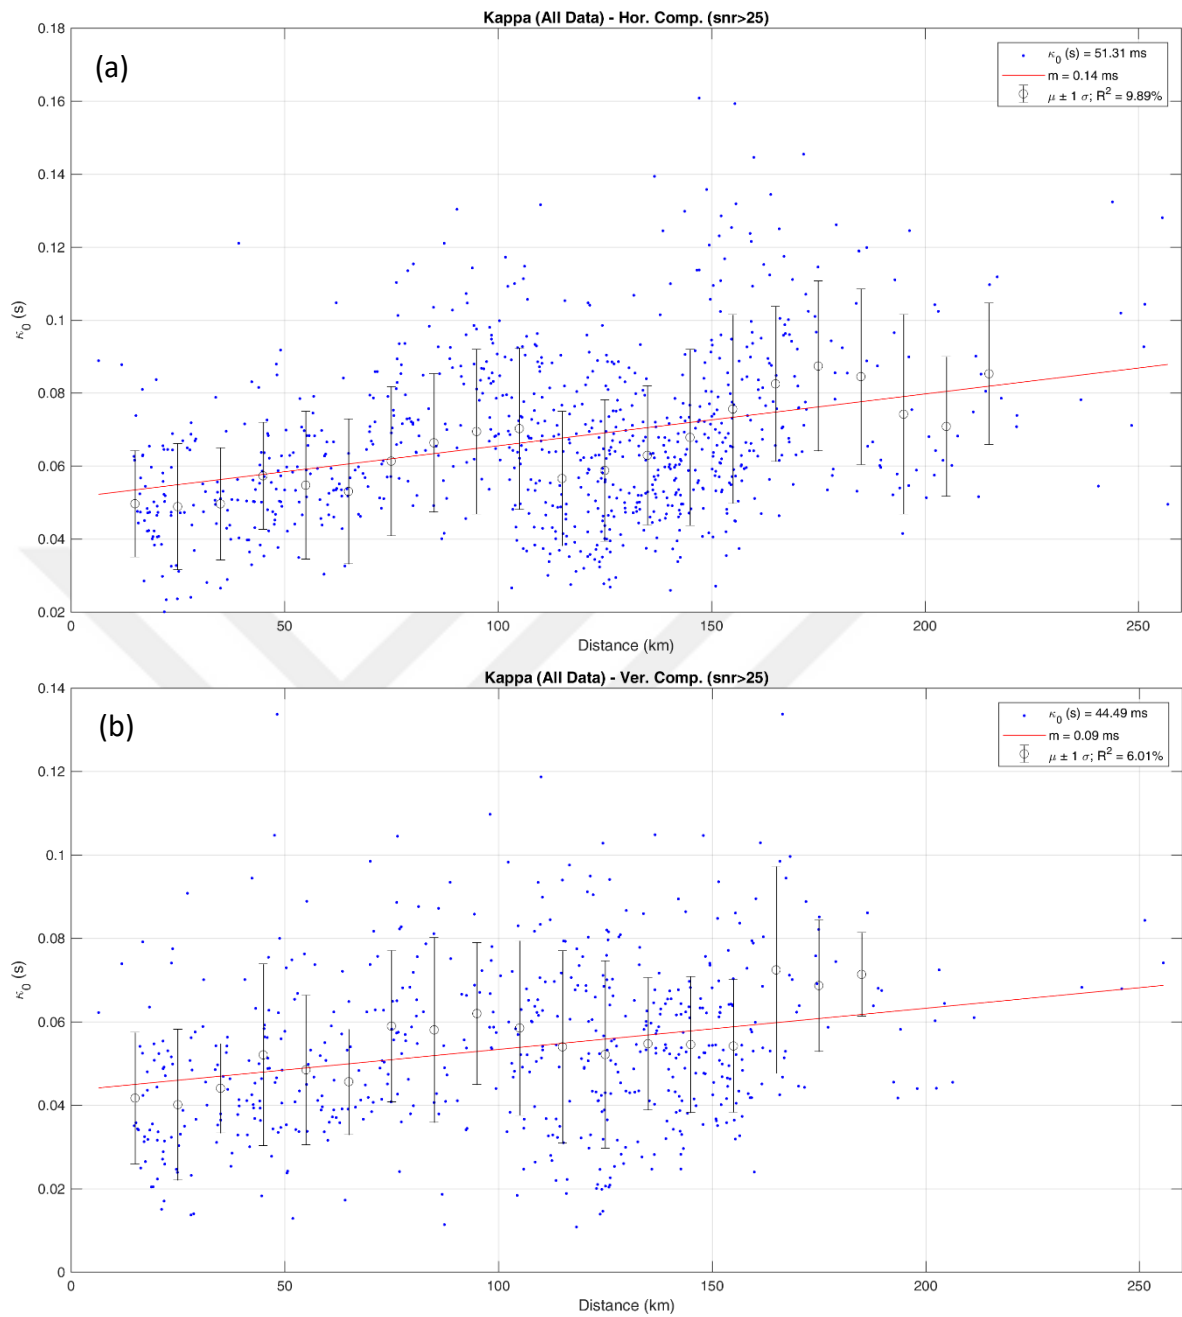 Kappa (All Data) - Hor. Comp. (snr>25)
(a)
κ₀ (s) = 51.31 ms
m = 0.14 ms
μ ± 1 σ; R² = 9.89%
0.18
0.16
0.14
0.12
0.1
0.08
0.06
0.04
0.02
κ₀ (s)
0 50 100 150 200 250
Distance (km)
Kappa (All Data) - Ver. Comp. (snr>25)
(b)
κ₀ (s) = 44.49 ms
m = 0.09 ms
μ ± 1 σ; R² = 6.01%
0.14
0.12
0.1
0.08
0.06
0.04
0.02
0
κ₀ (s)
0 50 100 150 200 250
Distance (km)